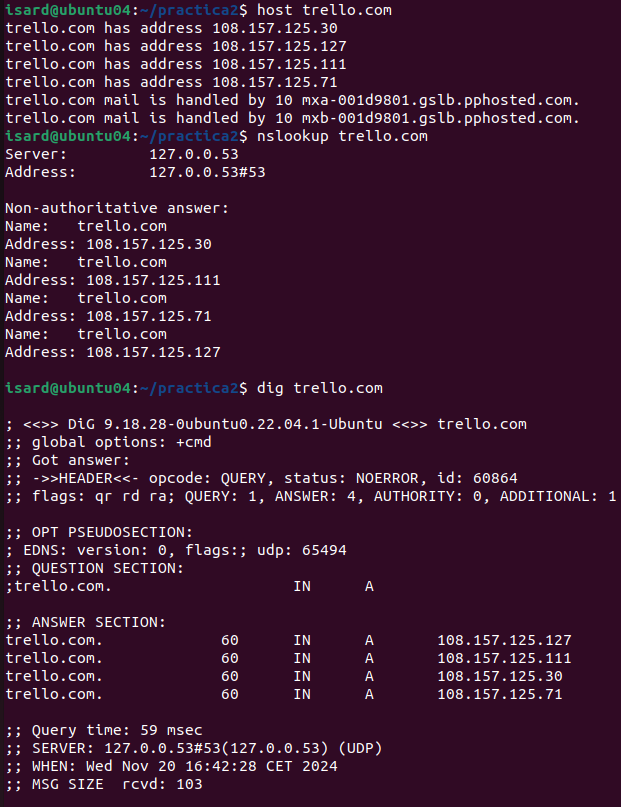 isard@ubuntu04:~/practica2$ host trello.com
trello.com has address 108.157.125.30
trello.com has address 108.157.125.127
trello.com has address 108.157.125.111
trello.com has address 108.157.125.71
trello.com mail is handled by 10 mxa-001d9801.gslb.pphosted.com.
trello.com mail is handled by 10 mxb-001d9801.gslb.pphosted.com.
isard@ubuntu04:~/practica2$ nslookup trello.com
Server:         127.0.0.53
Address:        127.0.0.53#53

Non-authoritative answer:
Name:   trello.com
Address: 108.157.125.30
Name:   trello.com
Address: 108.157.125.111
Name:   trello.com
Address: 108.157.125.71
Name:   trello.com
Address: 108.157.125.127

isard@ubuntu04:~/practica2$ dig trello.com

; <<>> DiG 9.18.28-0ubuntu0.22.04.1-Ubuntu <<>> trello.com
;; global options: +cmd
;; Got answer:
;; ->>HEADER<<- opcode: QUERY, status: NOERROR, id: 60864
;; flags: qr rd ra; QUERY: 1, ANSWER: 4, AUTHORITY: 0, ADDITIONAL: 1

;; OPT PSEUDOSECTION:
; EDNS: version: 0, flags:; udp: 65494
;; QUESTION SECTION:
;trello.com.                    IN      A

;; ANSWER SECTION:
trello.com.             60      IN      A       108.157.125.127
trello.com.             60      IN      A       108.157.125.111
trello.com.             60      IN      A       108.157.125.30
trello.com.             60      IN      A       108.157.125.71

;; Query time: 59 msec
;; SERVER: 127.0.0.53#53(127.0.0.53) (UDP)
;; WHEN: Wed Nov 20 16:42:28 CET 2024
;; MSG SIZE  rcvd: 103